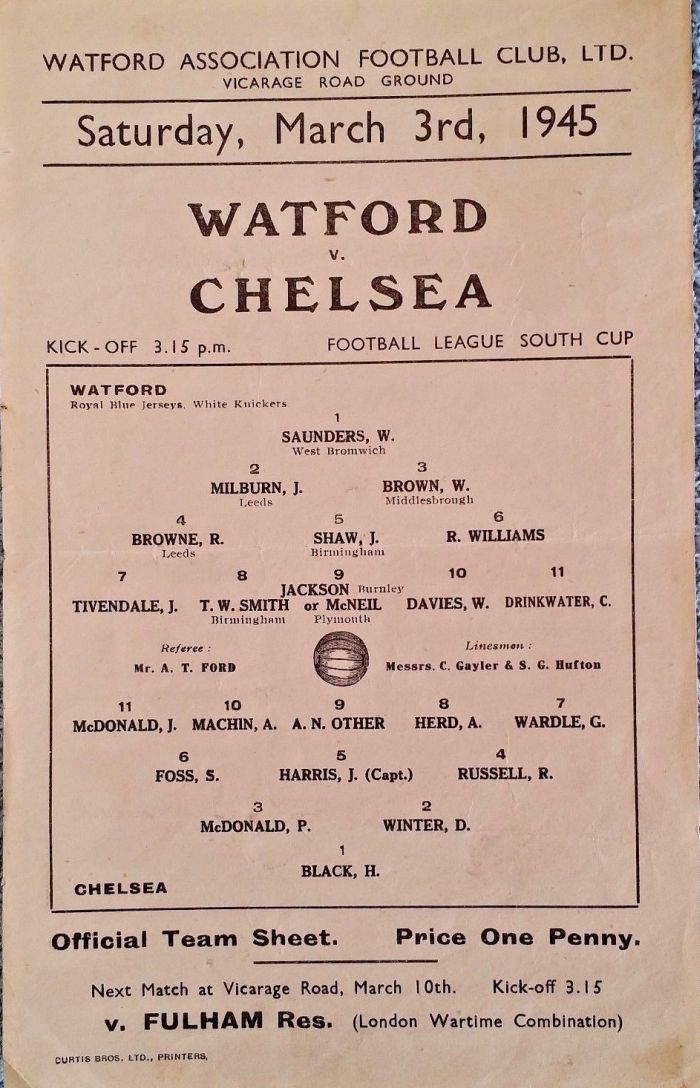 WATFORD ASSOCIATION FOOTBALL CLUB, LTD.
VICARAGE ROAD GROUND
Saturday, March 3rd, 1945
WATFORD
v.
CHELSEA
KICK - OFF 3.15 p.m. FOOTBALL LEAGUE SOUTH CUP
WATFORD
Royal Blue Jerseys, White Knickers
1
SAUNDERS, W.
West Bromwich
2 3
MILBURN, J. BROWN, W.
Leeds Middlesbrough
4 5 6
BROWNE, R. SHAW, J. R. WILLIAMS
Leeds Birmingham
7 8 9 10 11
JACKSON Burnley
TIVENDALE, J. T. W. SMITH or McNEIL DAVIES, W. DRINKWATER, C.
Birmingham Plymouth
Referee : Linesmen :
Mr. A. T. FORD Messrs. C. Gayler & S. G. Hufton
11 10 9 8 7
McDONALD, J. MACHIN, A. A. N. OTHER HERD, A. WARDLE, G.
6 5 4
FOSS, S. HARRIS, J. (Capt.) RUSSELL, R.
3 2
McDONALD, P. WINTER, D.
1
BLACK, H.
CHELSEA
Official Team Sheet. Price One Penny.
Next Match at Vicarage Road, March 10th. Kick-off 3.15
v. FULHAM Res. (London Wartime Combination)
CURTIS BROS. LTD., PRINTERS,